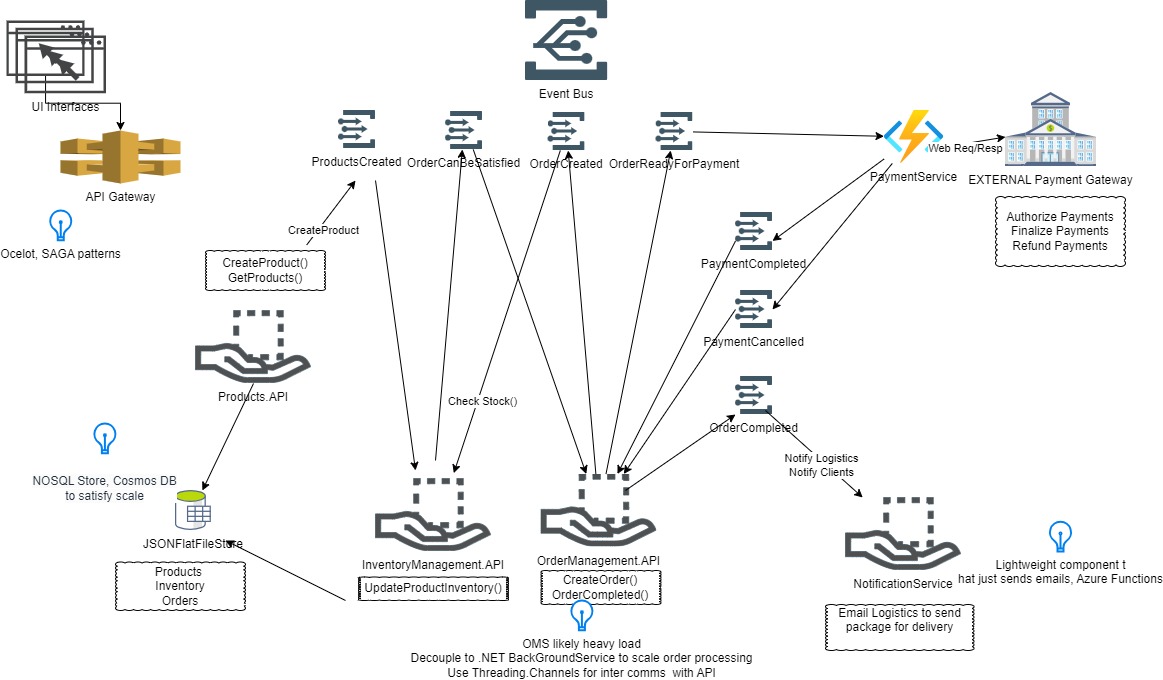 Event Bus
UI Interfaces
ProductsCreated
OrderCanBeSatisfied
OrderCreated
OrderReadyForPayment
Web Req/Resp
PaymentService
EXTERNAL Payment Gateway
API Gateway
Authorize Payments
Finalize Payments
Refund Payments
CreateProduct
Ocelot, SAGA patterns
CreateProduct()
GetProducts()
PaymentCompleted
PaymentCancelled
Products.API
Check Stock()
OrderCompleted
Notify Logistics
Notify Clients
NOSQL Store, Cosmos DB
to satisfy scale
JSONFlatFileStore
Products
Inventory
Orders
InventoryManagement.API
UpdateProductInventory()
OrderManagement.API
CreateOrder()
OrderCompleted()
NotificationService
Lightweight component t
hat just sends emails, Azure Functions
Email Logistics to send
package for delivery
OMS likely heavy load
Decouple to .NET BackGroundService to scale order processing
Use Threading.Channels for inter comms with API